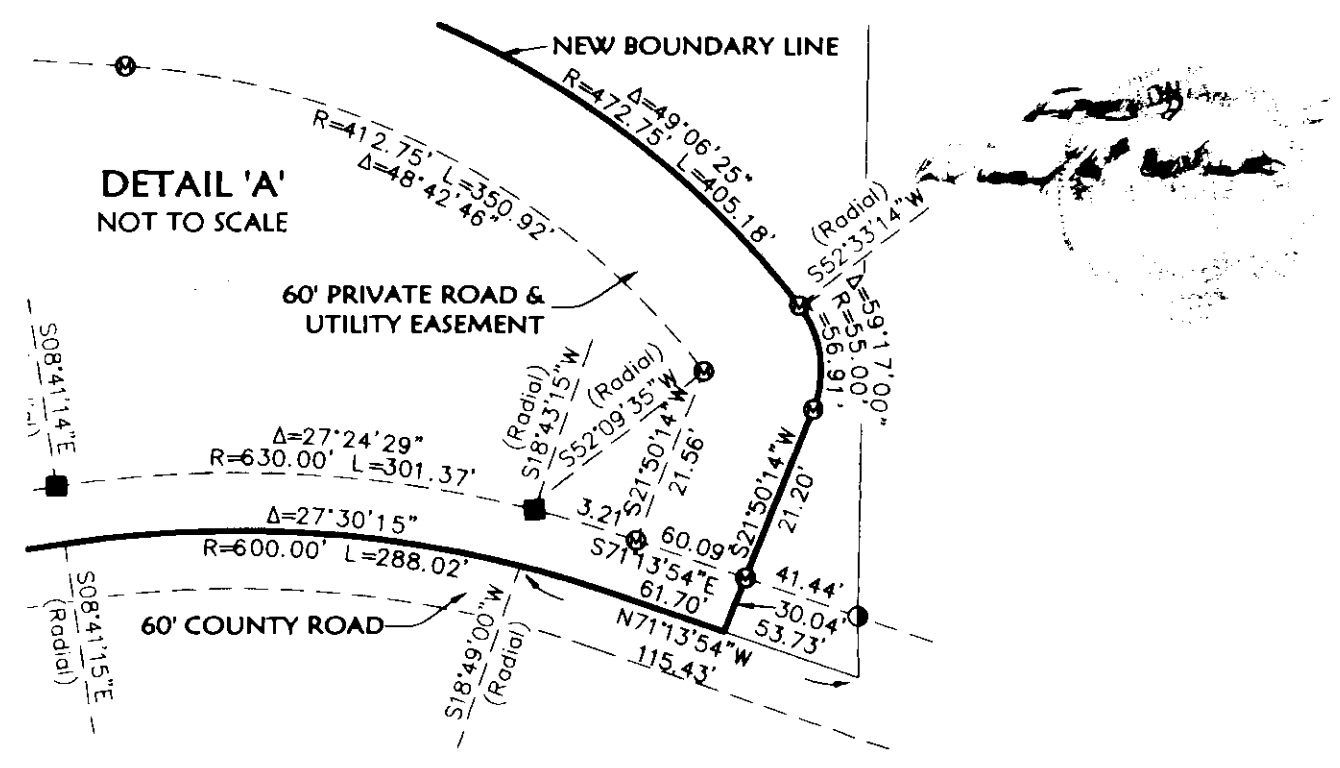 NEW BOUNDARY LINE
Δ=49°06'25"
R=472.75' L=405.18'
R=412.75' L=350.92'
Δ=48°42'46"
DETAIL 'A'
NOT TO SCALE
(Radial)
S52°33'14"W
Δ=59°17'00"
R=55.00'
L=56.91'
60' PRIVATE ROAD &
UTILITY EASEMENT
S08°41'14"E
(Radial)
S18°43'15"W
(Radial)
S52°09'35"W
S21°50'14"W
21.56'
Δ=27°24'29"
R=630.00' L=301.37'
S21°50'14"W
21.20'
3.21'
60.09'
S71°13'54"E
41.44'
Δ=27°30'15"
R=600.00' L=288.02'
61.70'
30.04'
N71°13'54"W
53.73'
115.43'
60' COUNTY ROAD
S08°41'15"E
(Radial)
S18°49'00"W
(Radial)